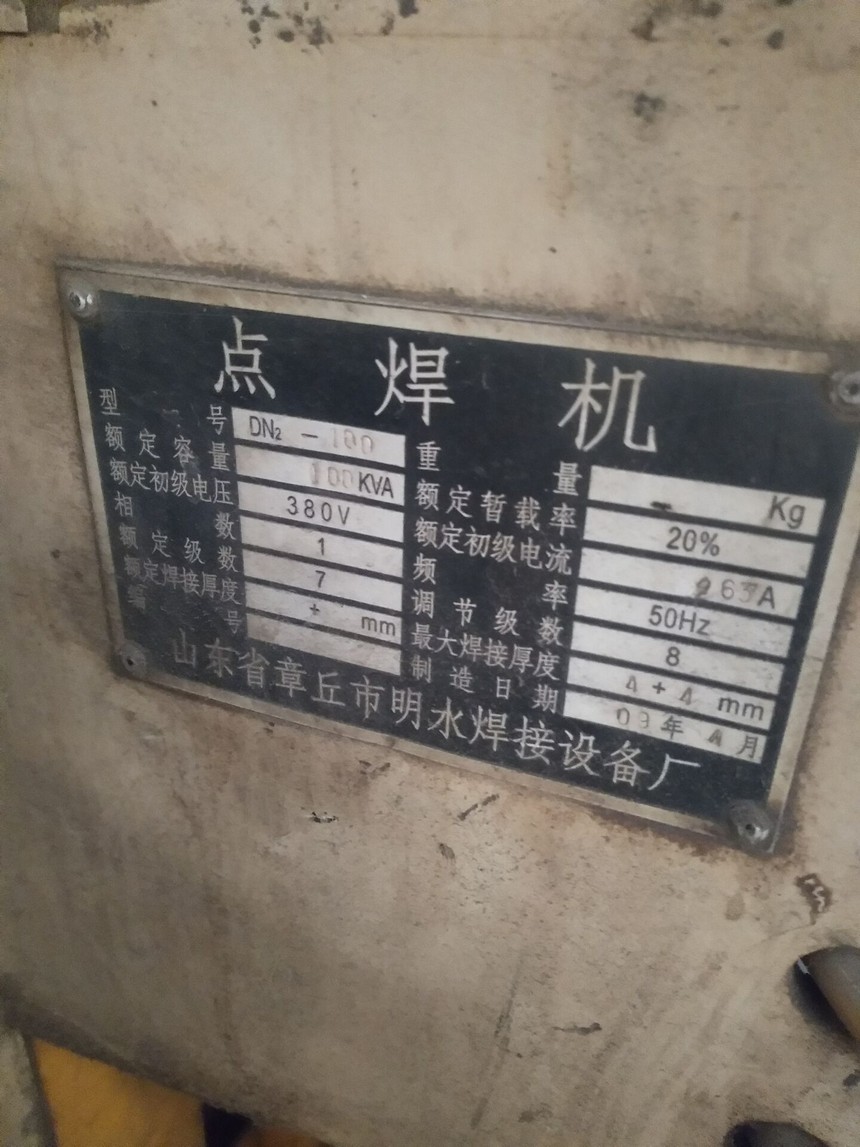 点焊机
型号 DN₂ - 100
额定容量 100KVA
额定初级电压 380V
相数 1
额定级数 7
额定焊接厚度 + mm
编号
重量 - Kg
额定暂载率 20%
额定初级电流 263A
频率 50Hz
调节级数 8
最大焊接厚度 4 + 4 mm
制造日期 09年 4月
山东省章丘市明水焊接设备厂